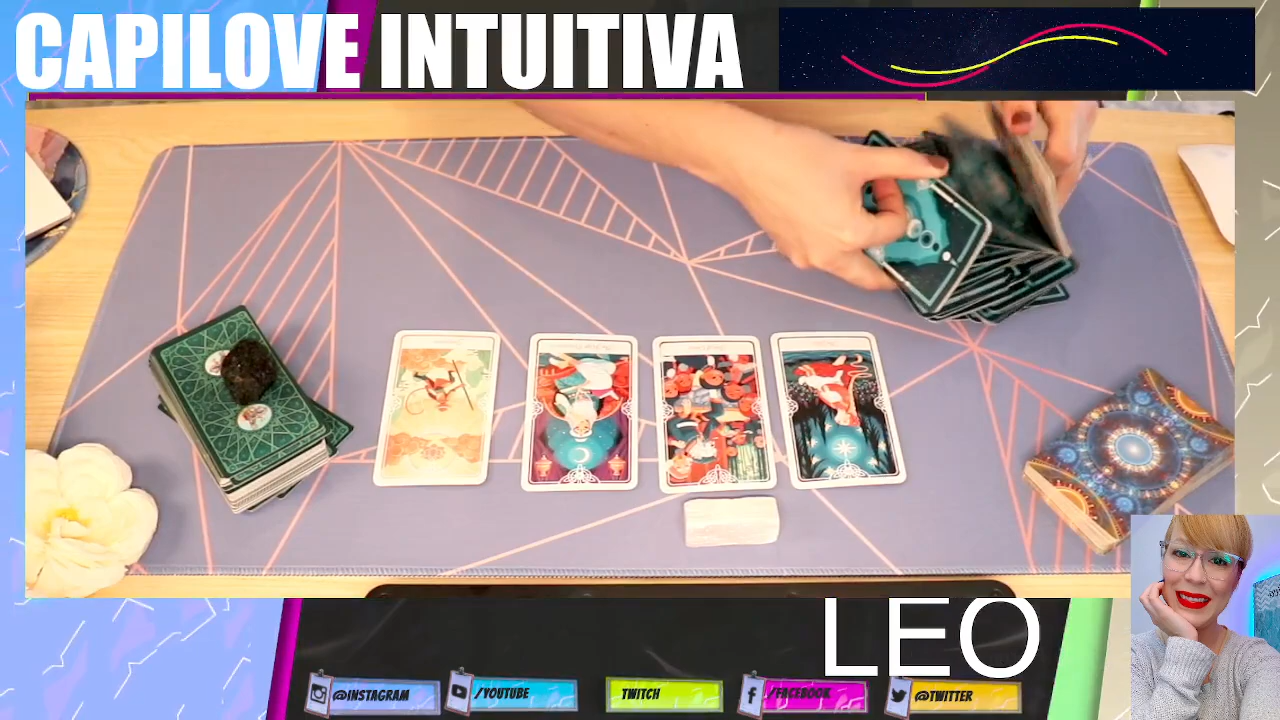 CAPILOVE INTUITIVA
LEO
@INSTAGRAM
/YOUTUBE
TWITCH
/FACEBOOK
@TWITTER